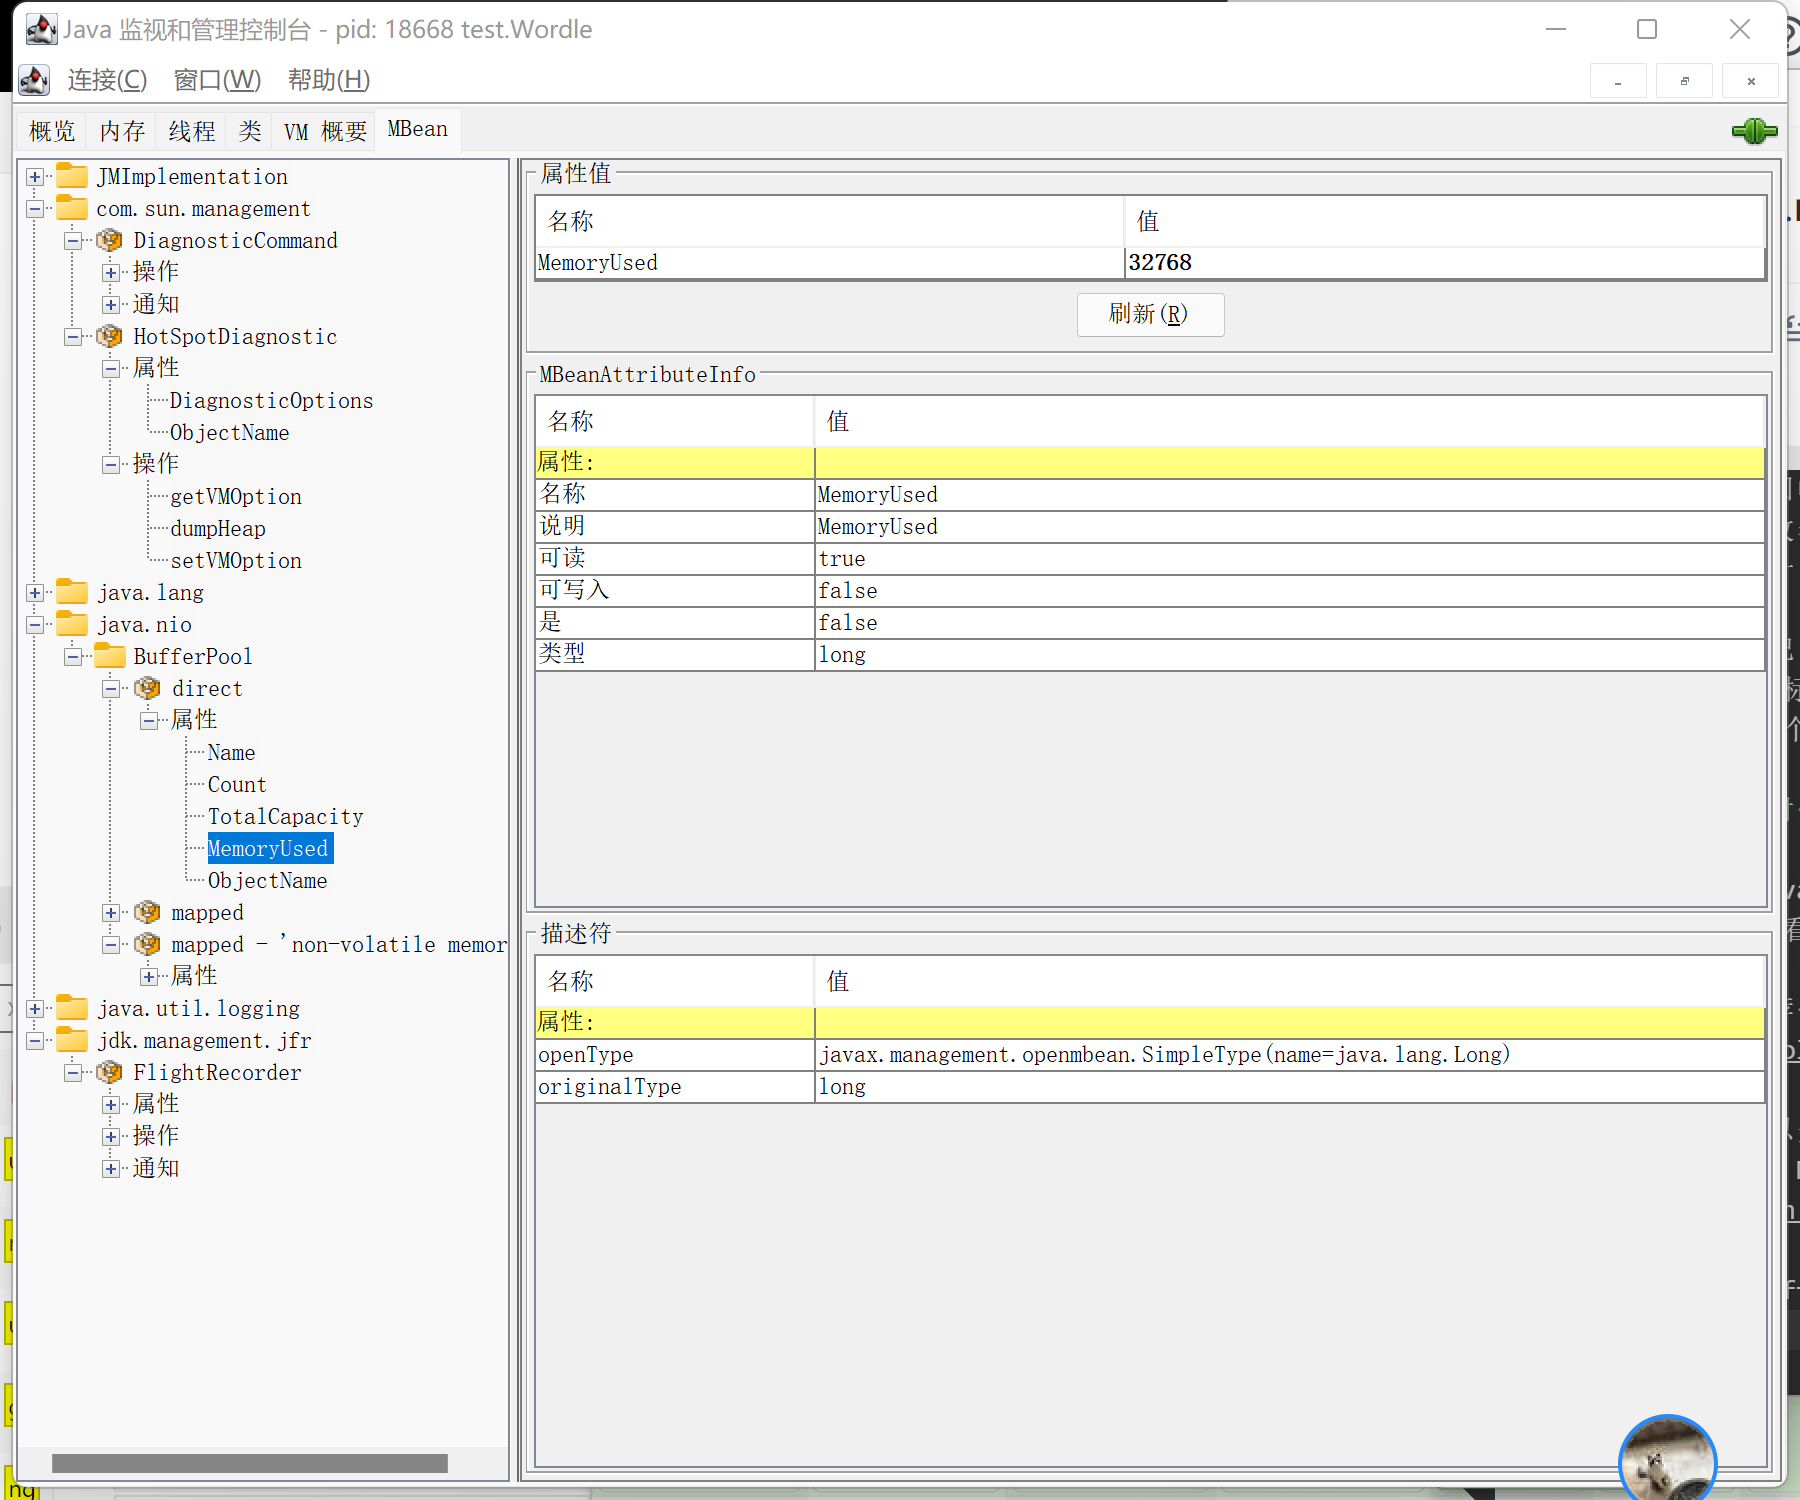 Java 监视和管理控制台 - pid: 18668 test.Wordle
连接(C) 窗口(W) 帮助(H)
概览 内存 线程 类 VM 概要 MBean
JMImplementation
com.sun.management
DiagnosticCommand
操作
通知
HotSpotDiagnostic
属性
DiagnosticOptions
ObjectName
操作
getVMOption
dumpHeap
setVMOption
java.lang
java.nio
BufferPool
direct
属性
Name
Count
TotalCapacity
MemoryUsed
ObjectName
mapped
mapped - 'non-volatile memor
属性
java.util.logging
jdk.management.jfr
FlightRecorder
属性
操作
通知
属性值
名称 值
MemoryUsed 32768
刷新(R)
MBeanAttributeInfo
名称 值
属性:
名称 MemoryUsed
说明 MemoryUsed
可读 true
可写入 false
是 false
类型 long
描述符
名称 值
属性:
openType javax.management.openmbean.SimpleType(name=java.lang.Long)
originalType long
ng